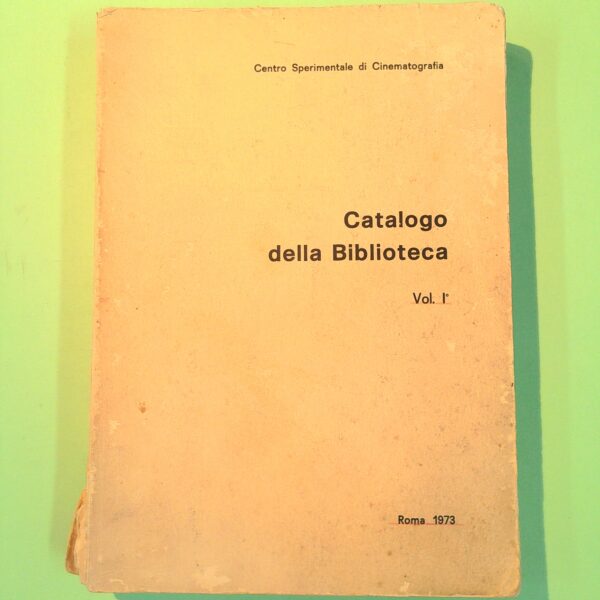 Centro Sperimentale di Cinematografia
Catalogo
della Biblioteca
Vol. I°
Roma 1973